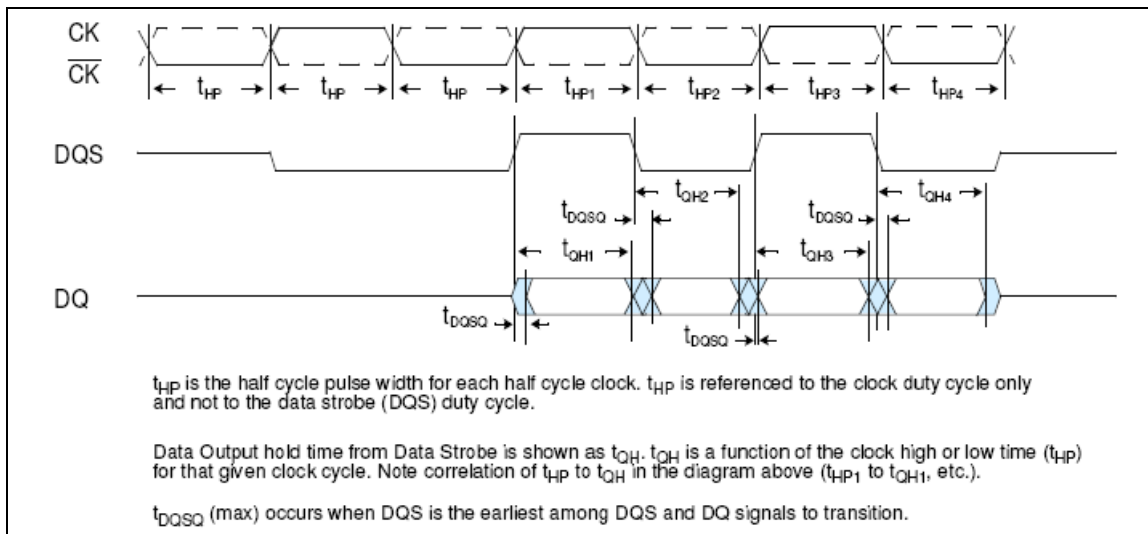 CK
CK
tHP tHP tHP tHP1 tHP2 tHP3 tHP4
DQS
tQH2 tQH4
tDQSQ tDQSQ
tQH1 tQH3
DQ
tDQSQ
tDQSQ
tHP is the half cycle pulse width for each half cycle clock. tHP is referenced to the clock duty cycle only
and not to the data strobe (DQS) duty cycle.
Data Output hold time from Data Strobe is shown as tQH. tQH is a function of the clock high or low time (tHP)
for that given clock cycle. Note correlation of tHP to tQH in the diagram above (tHP1 to tQH1, etc.).
tDQSQ (max) occurs when DQS is the earliest among DQS and DQ signals to transition.